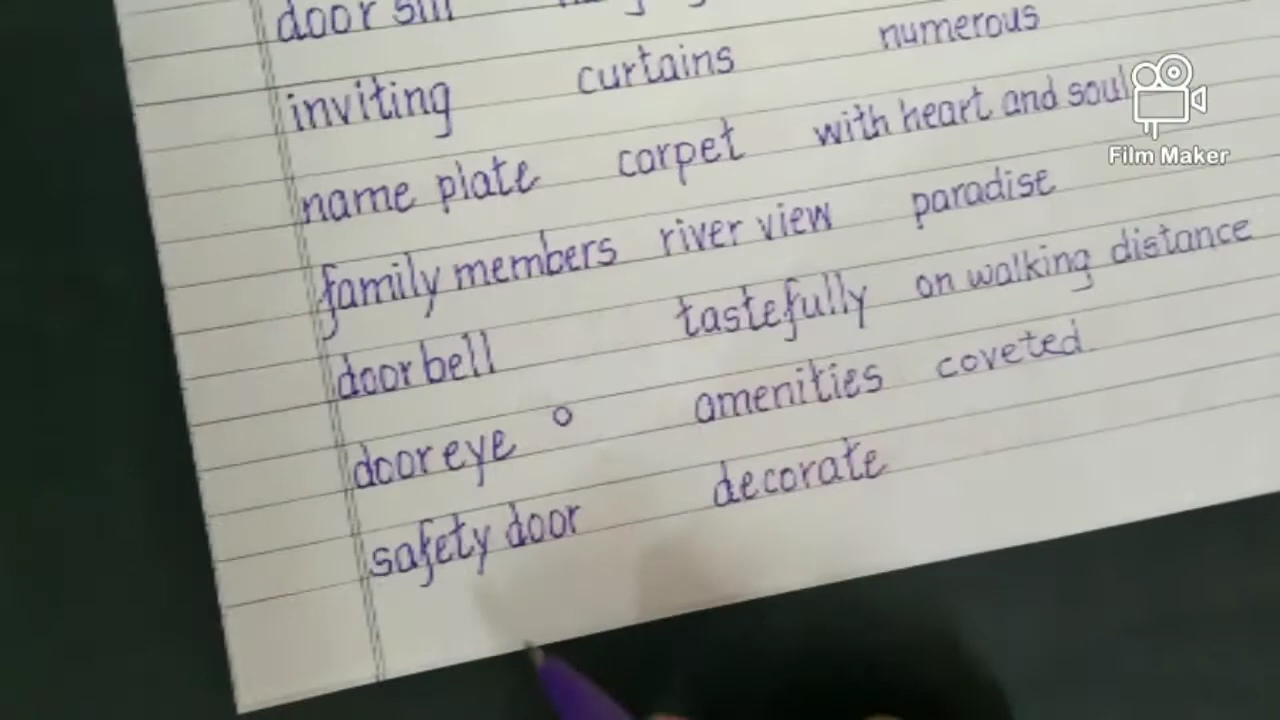 door sill
inviting curtains numerous
name plate carpet with heart and soul
family members river view paradise
door bell tastefully on walking distance
door eye amenities coveted
safety door decorate
Film Maker